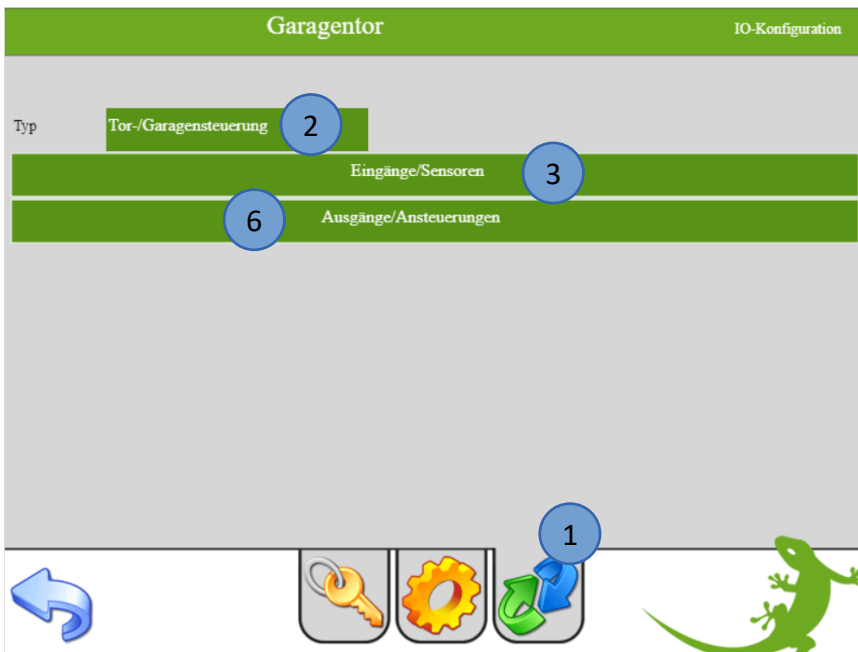 Garagentor IO-Konfiguration
Typ Tor-/Garagensteuerung 2
Eingänge/Sensoren 3
6 Ausgänge/Ansteuerungen
1